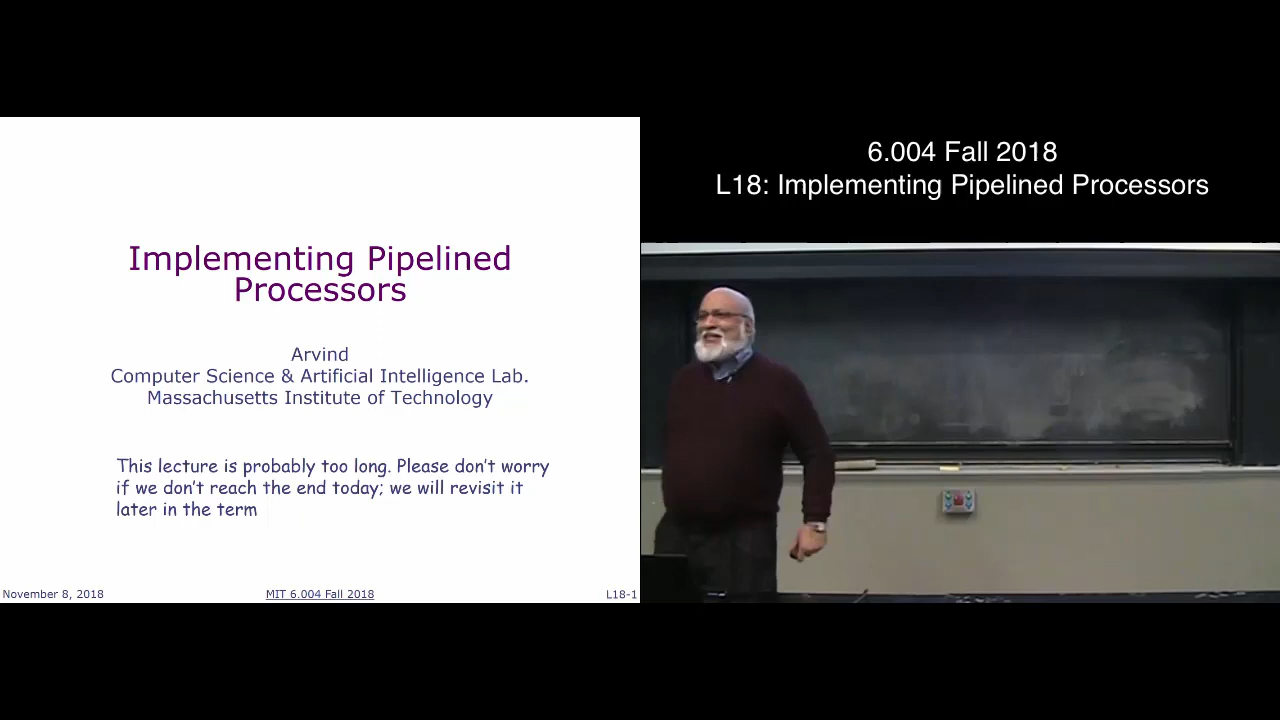 Implementing Pipelined
Processors
Arvind
Computer Science & Artificial Intelligence Lab.
Massachusetts Institute of Technology
This lecture is probably too long. Please don't worry
if we don't reach the end today; we will revisit it
later in the term
November 8, 2018
MIT 6.004 Fall 2018
L18-1
6.004 Fall 2018
L18: Implementing Pipelined Processors